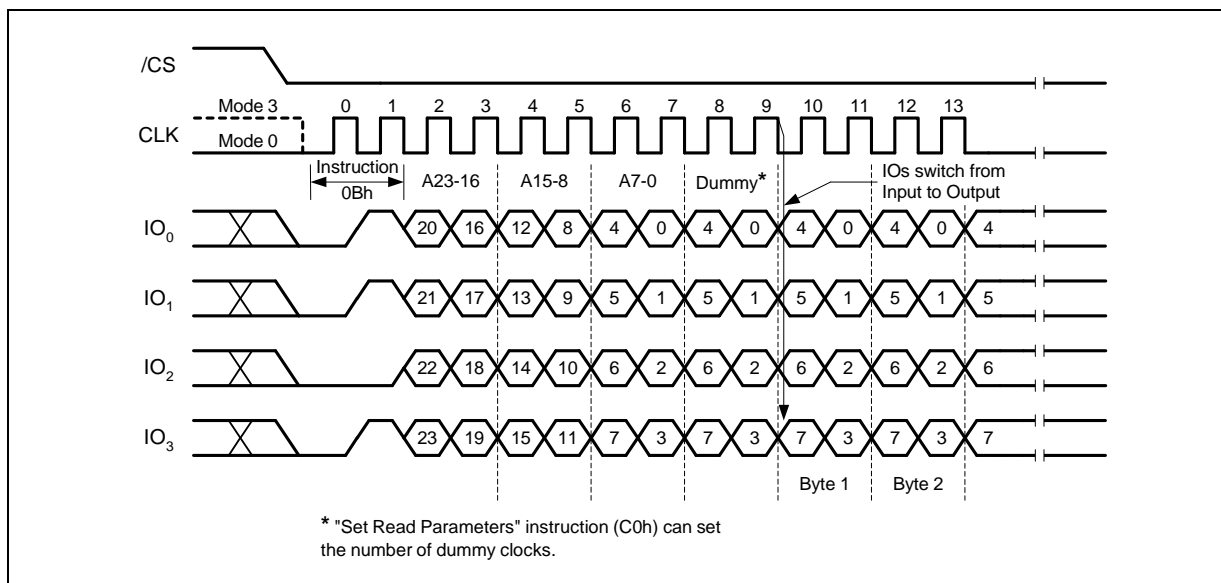 /CS
Mode 3 0 1 2 3 4 5 6 7 8 9 10 11 12 13
CLK Mode 0
Instruction
0Bh A23-16 A15-8 A7-0 Dummy*
IOs switch from
Input to Output
IO0 20 16 12 8 4 0 4 0 4 0 4 0 4
IO1 21 17 13 9 5 1 5 1 5 1 5 1 5
IO2 22 18 14 10 6 2 6 2 6 2 6 2 6
IO3 23 19 15 11 7 3 7 3 7 3 7 3 7
Byte 1 Byte 2
* "Set Read Parameters" instruction (C0h) can set
the number of dummy clocks.